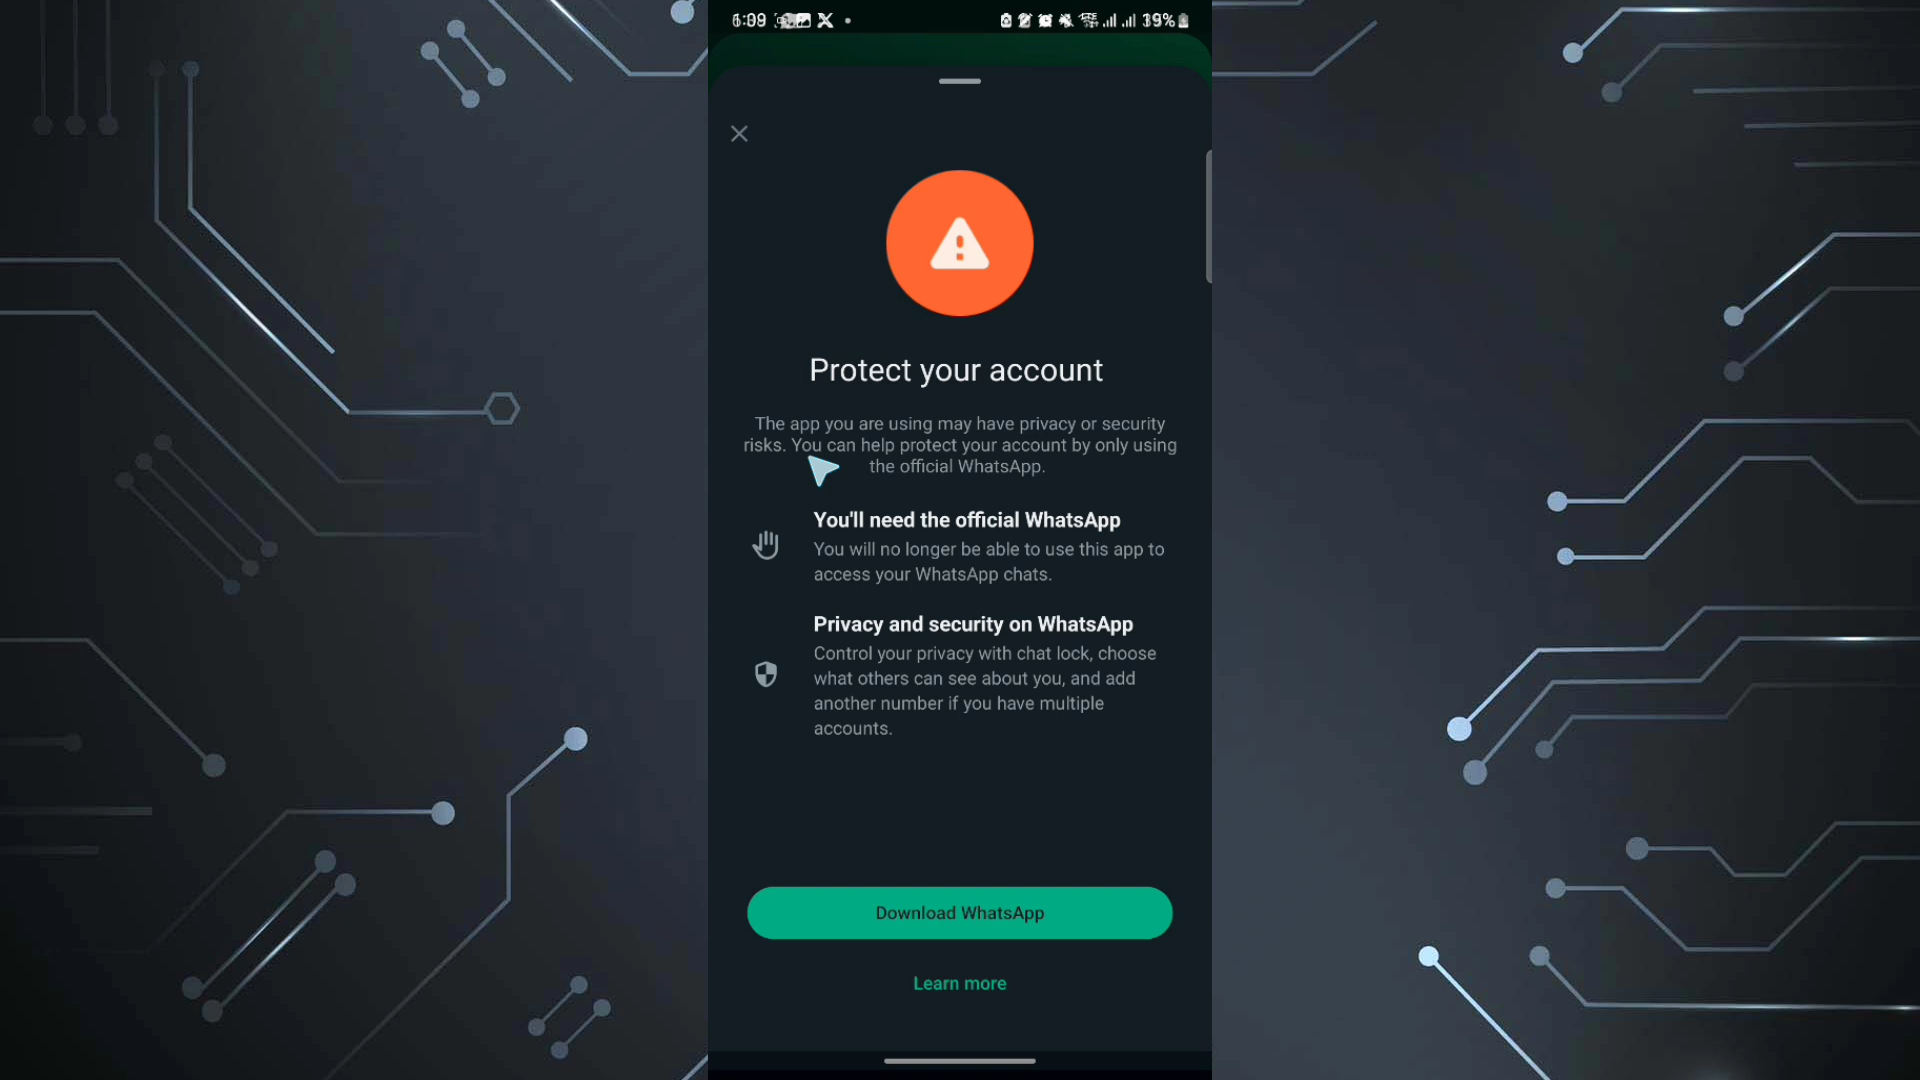 39%
Protect your account
The app you are using may have privacy or security
risks. You can help protect your account by only using
the official WhatsApp.
You'll need the official WhatsApp
You will no longer be able to use this app to
access your WhatsApp chats.
Privacy and security on WhatsApp
Control your privacy with chat lock, choose
what others can see about you, and add
another number if you have multiple
accounts.
Download WhatsApp
Learn more